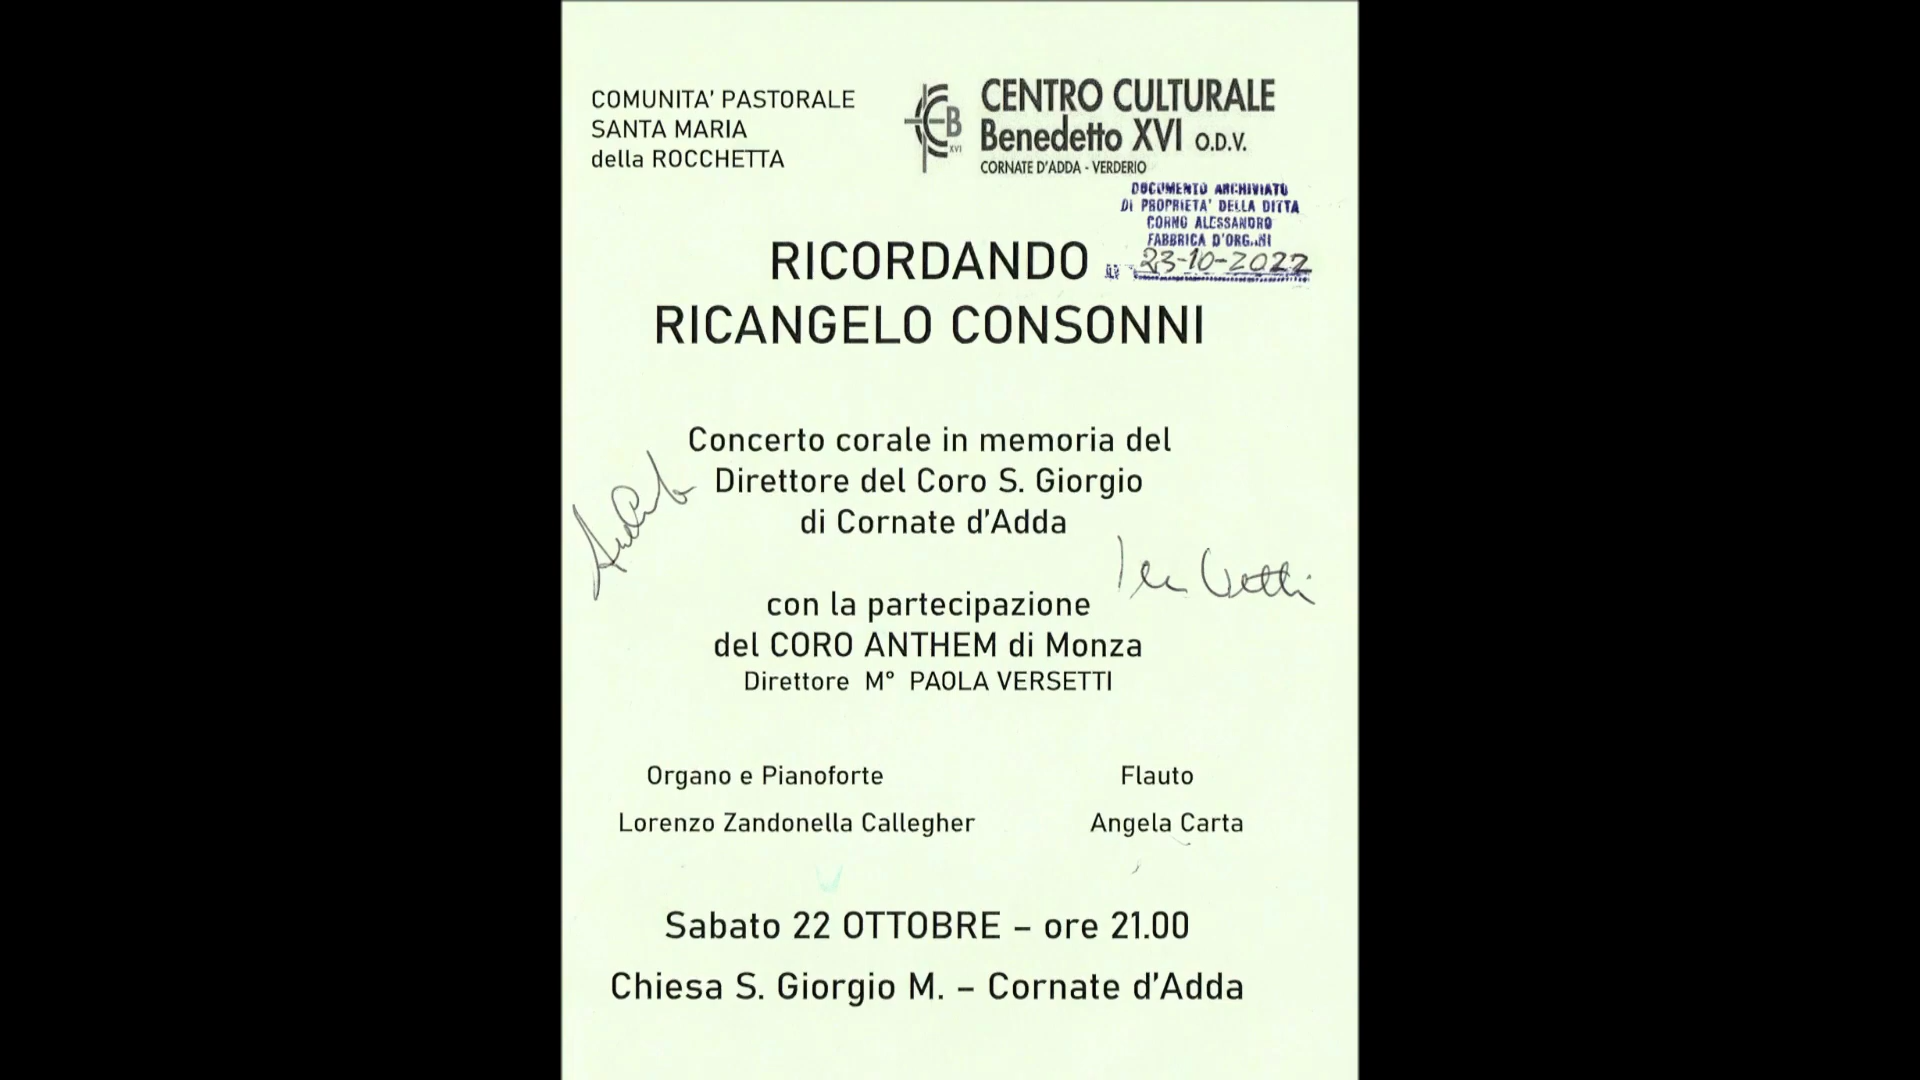 COMUNITA' PASTORALE
SANTA MARIA
della ROCCHETTA
CB
XVI
CENTRO CULTURALE
Benedetto XVI O.D.V.
CORNATE D'ADDA - VERDERIO
DOCUMENTO ARCHIVIATO
DI PROPRIETA' DELLA DITTA
CORNO ALESSANDRO
FABBRICA D'ORGANI
23-10-2022
RICORDANDO
RICANGELO CONSONNI
Concerto corale in memoria del
Direttore del Coro S. Giorgio
di Cornate d'Adda
con la partecipazione
del CORO ANTHEM di Monza
Direttore M° PAOLA VERSETTI
Organo e Pianoforte
Flauto
Lorenzo Zandonella Callegher
Angela Carta
Sabato 22 OTTOBRE – ore 21.00
Chiesa S. Giorgio M. – Cornate d'Adda